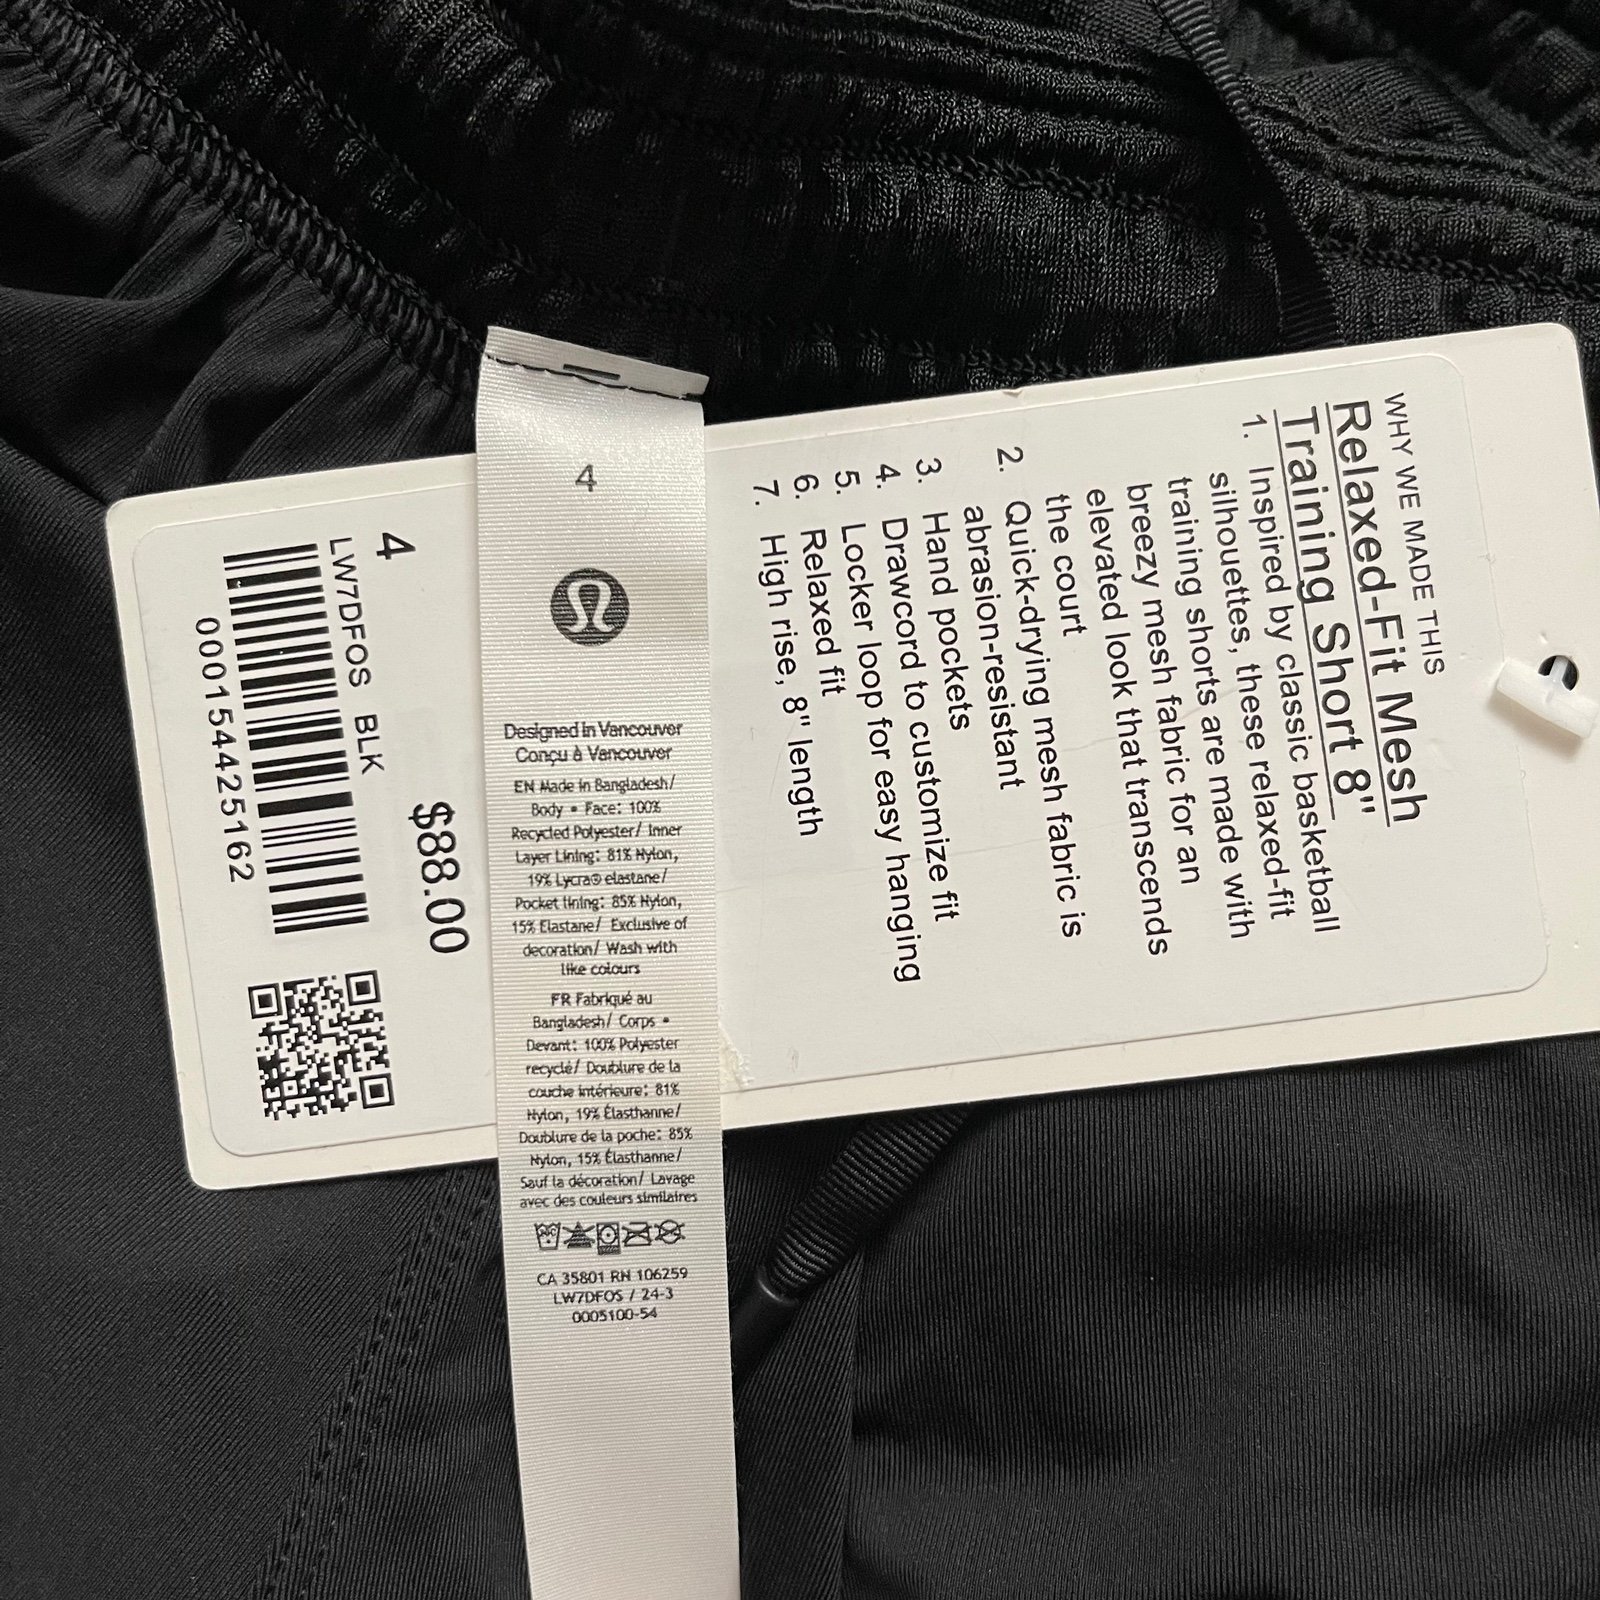 WHY WE MADE THIS
Relaxed-Fit Mesh
Training Short 8"
1. Inspired by classic basketball
silhouettes, these relaxed-fit
training shorts are made with
breezy mesh fabric for an
elevated look that transcends
the court
2. Quick-drying mesh fabric is
abrasion-resistant
3. Hand pockets
4. Drawcord to customize fit
5. Locker loop for easy hanging
6. Relaxed fit
7. High rise, 8" length
4
$88.00
LW7DFOS BLK
000154425162
4
Designed in Vancouver
Conçu à Vancouver
EN Made in Bangladesh/
Body • Face: 100%
Recycled Polyester/ Inner
Layer Lining: 81% Nylon,
19% Lycra® elastane/
Pocket lining: 85% Nylon,
15% Elastane/ Exclusive of
decoration/ Wash with
like colours
FR Fabriqué au
Bangladesh/ Corps •
Devant: 100% Polyester
recyclé/ Doublure de la
couche intérieure: 81%
Nylon, 19% Élasthanne/
Doublure de la poche: 85%
Nylon, 15% Élasthanne/
Sauf la décoration/ Lavage
avec des couleurs similaires
CA 35801 RN 106259
LW7DFOS / 24-3
0005100-54